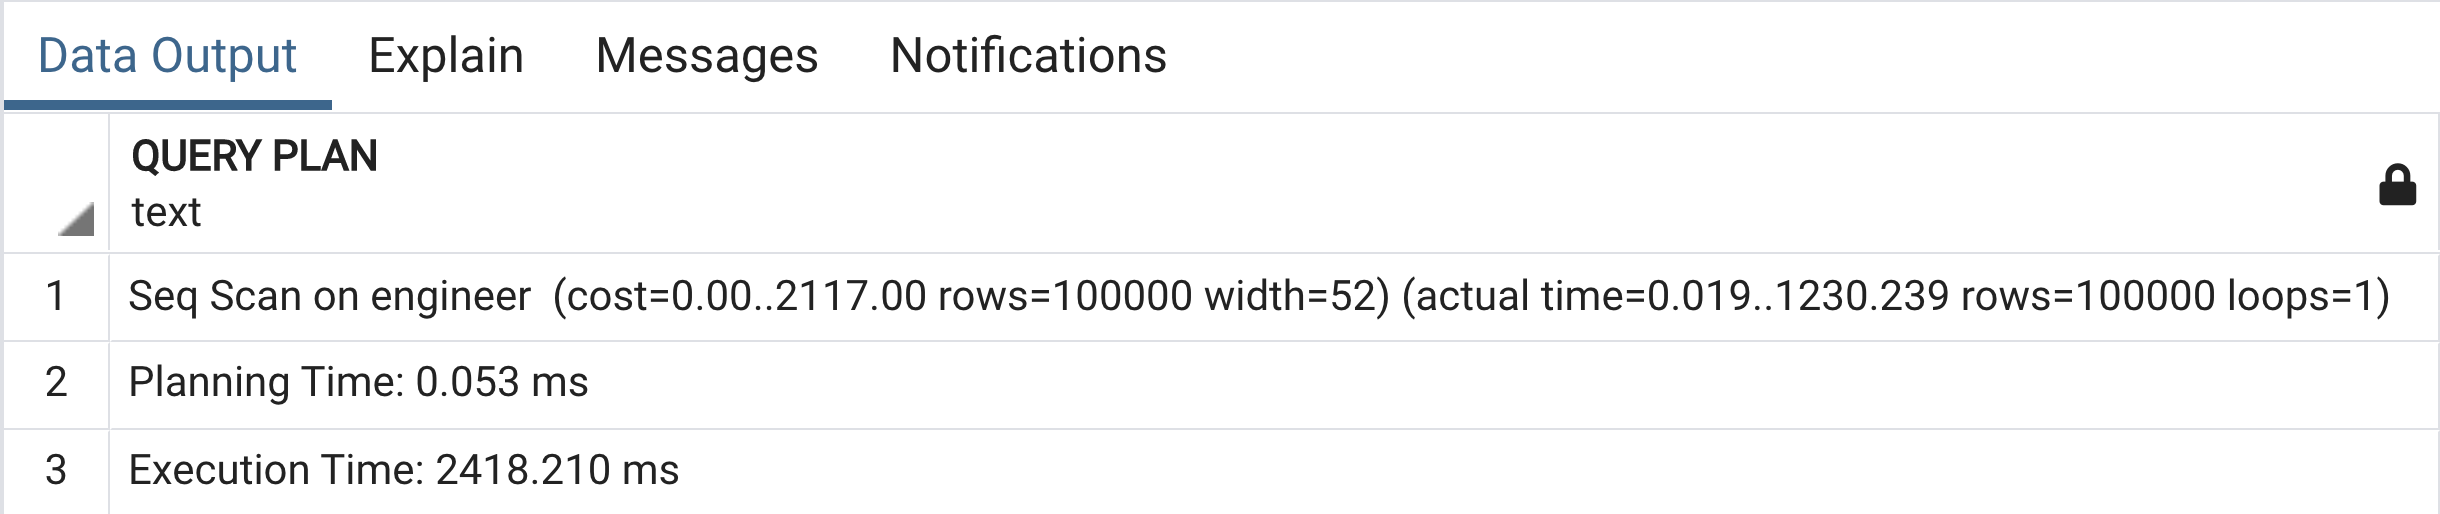 Data Output Explain Messages Notifications
QUERY PLAN
text
1 Seq Scan on engineer  (cost=0.00..2117.00 rows=100000 width=52) (actual time=0.019..1230.239 rows=100000 loops=1)
2 Planning Time: 0.053 ms
3 Execution Time: 2418.210 ms